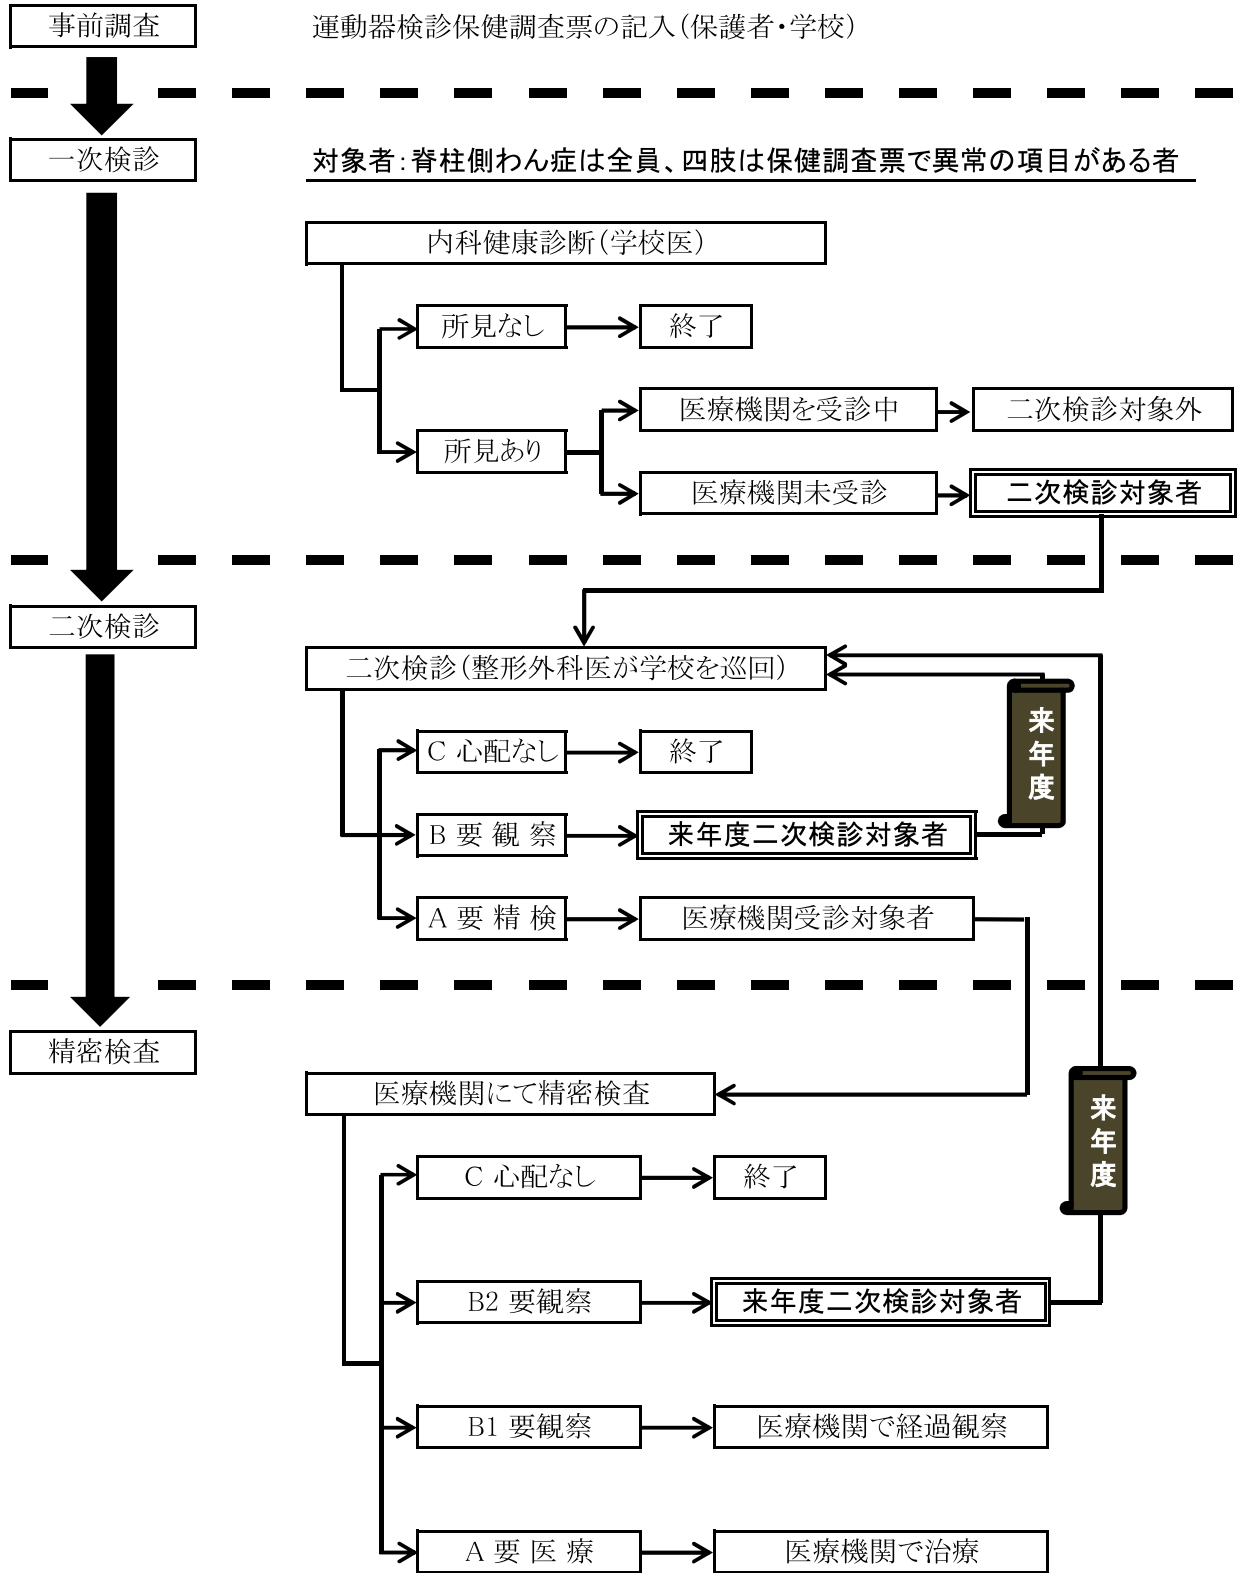 事前調査
運動器検診保健調査票の記入(保護者・学校)
一次検診
対象者:脊柱側わん症は全員、四肢は保健調査票で異常の項目がある者
内科健康診断(学校医)
所見なし
終了
医療機関を受診中
二次検診対象外
所見あり
医療機関未受診
二次検診対象者
二次検診
二次検診(整形外科医が学校を巡回)
来年度
C 心配なし
終了
B 要 観 察
来年度二次検診対象者
A 要 精 検
医療機関受診対象者
精密検査
医療機関にて精密検査
来年度
C 心配なし
終了
B2 要観察
来年度二次検診対象者
B1 要観察
医療機関で経過観察
A 要 医 療
医療機関で治療